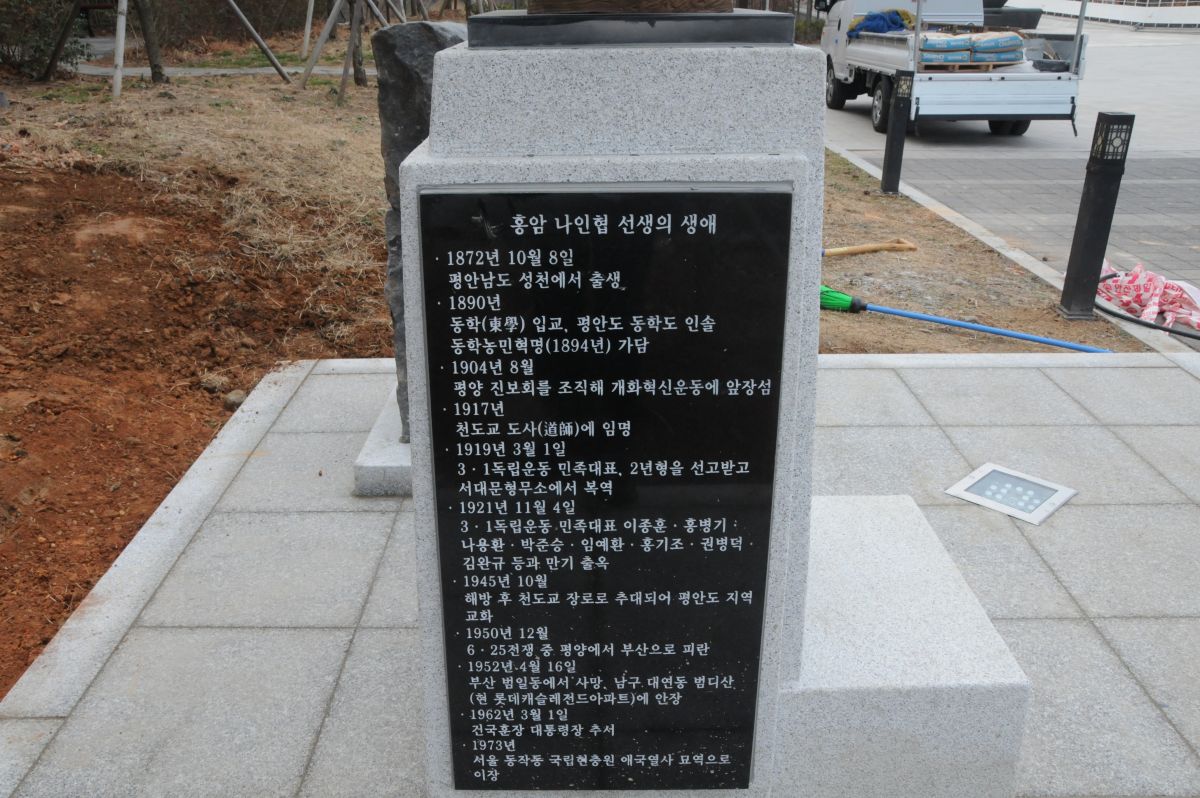 홍암 나인협 선생의 생애
· 1872년 10월 8일
평안남도 성천에서 출생
· 1890년
동학(東學) 입교, 평안도 동학도 인솔
동학농민혁명(1894년) 가담
· 1904년 8월
평양 진보회를 조직해 개화혁신운동에 앞장섬
· 1917년
천도교 도사(道師)에 임명
· 1919년 3월 1일
3 · 1독립운동 민족대표, 2년형을 선고받고
서대문형무소에서 복역
· 1921년 11월 4일
3 · 1독립운동 민족대표 이종훈 · 홍병기 ·
나용환 · 박준승 · 임예환 · 홍기조 · 권병덕 ·
김완규 등과 만기 출옥
· 1945년 10월
해방 후 천도교 장로로 추대되어 평안도 지역
교화
· 1950년 12월
6 · 25전쟁 중 평양에서 부산으로 피란
· 1952년 4월 16일
부산 범일동에서 사망, 남구 대연동 범디산
(현 롯데캐슬레전드아파트)에 안장
· 1962년 3월 1일
건국훈장 대통령장 추서
· 1973년
서울 동작동 국립현충원 애국열사 묘역으로
이장